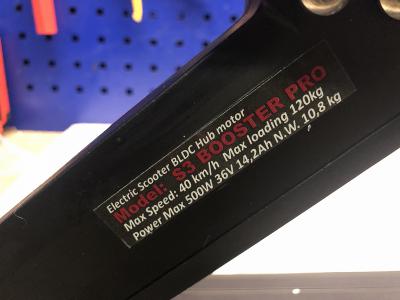 Electric Scooter BLDC Hub motor
Model: S3 BOOSTER PRO
Max Speed: 40 km/h Max loading 120kg
Power Max 500W 36V 14,2Ah N.W. 10,8 kg